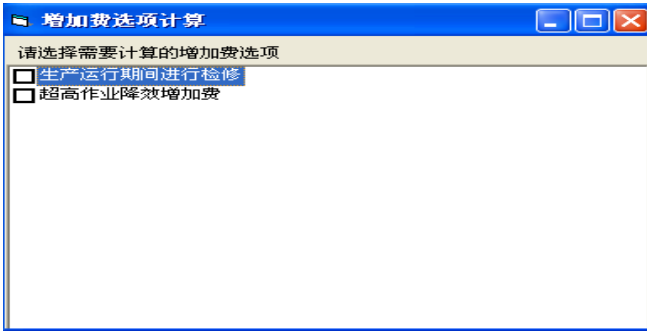 增加费选项计算
请选择需要计算的增加费选项
生产运行期间进行检修
超高作业降效增加费